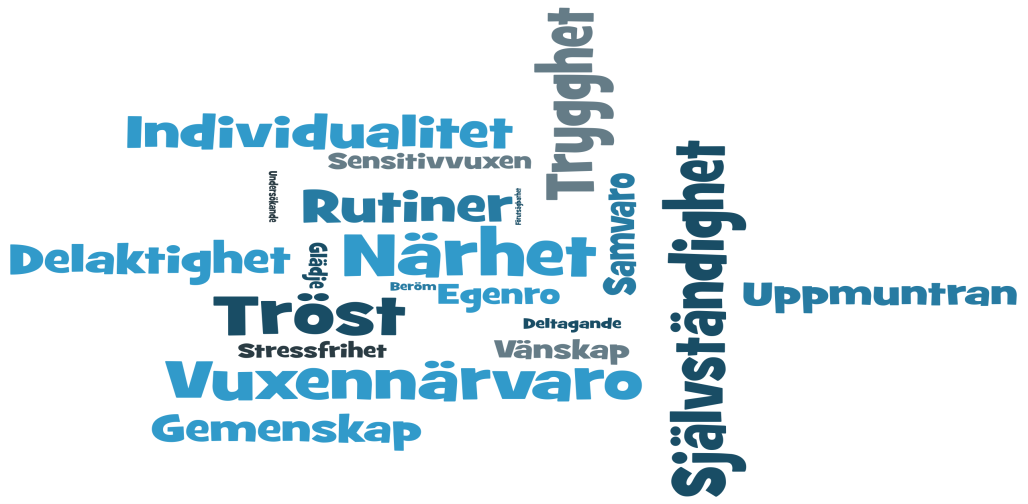 Trygghet
Individualitet
Sensitivvuxen
Undersökande
Rutiner
Förutsägbarhet
Samvaro
Självständighet
Närhet
Delaktighet
Glädje
Beröm
Egenro
Uppmuntran
Tröst
Deltagande
Stressfrihet
Vänskap
Vuxennärvaro
Gemenskap